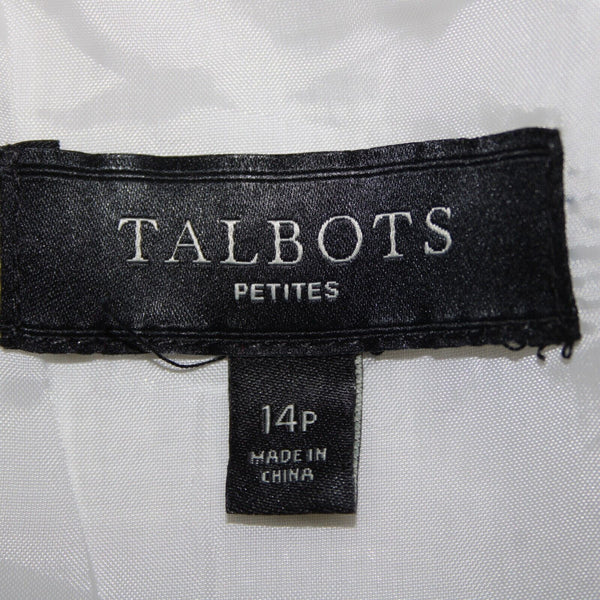 TALBOTS
PETITES
14P
MADE IN
CHINA